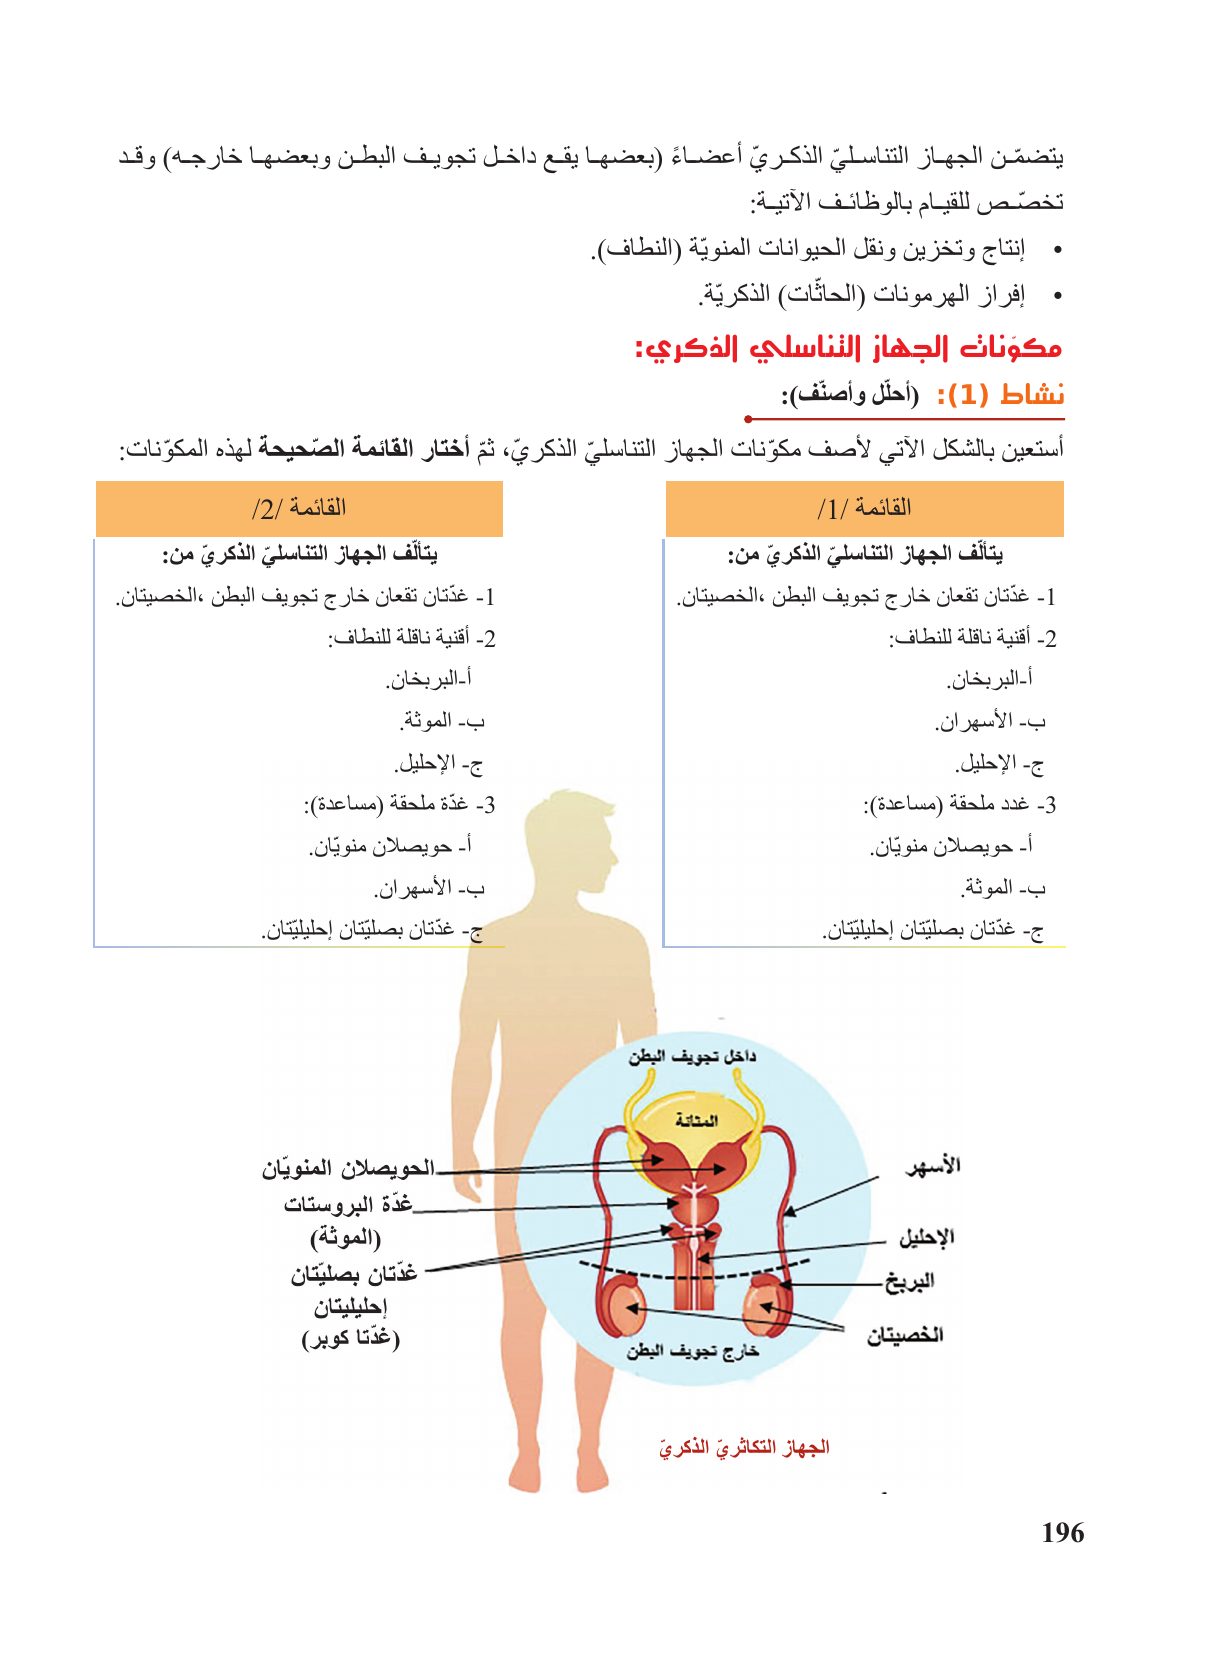 يتضمّن الجهاز التناسليّ الذكريّ أعضاءً (بعضها يقع داخل تجويف البطن وبعضها خارجه) وقد
تخصّص للقيام بالوظائف الآتية:
• إنتاج وتخزين ونقل الحيوانات المنويّة (النطاف).
• إفراز الهرمونات (الحاثّات) الذكريّة.
مكوّنات الجهاز التناسلي الذكري:
نشاط (1): (أحلّل وأصنّف):
أستعين بالشكل الآتي لأصف مكوّنات الجهاز التناسليّ الذكريّ، ثمّ أختار القائمة الصّحيحة لهذه المكوّنات:
القائمة /1/
يتألّف الجهاز التناسليّ الذكريّ من:
1- غدّتان تقعان خارج تجويف البطن ،الخصيتان.
2- أقنية ناقلة للنطاف:
أ-البربخان.
ب- الأسهران.
ج- الإحليل.
3- غدد ملحقة (مساعدة):
أ- حويصلان منويّان.
ب- الموثة.
ج- غدّتان بصليّتان إحليليّتان.
القائمة /2/
يتألّف الجهاز التناسليّ الذكريّ من:
1- غدّتان تقعان خارج تجويف البطن ،الخصيتان.
2- أقنية ناقلة للنطاف:
أ-البربخان.
ب- الموثة.
ج- الإحليل.
3- غدّة ملحقة (مساعدة):
أ- حويصلان منويّان.
ب- الأسهران.
ج- غدّتان بصليّتان إحليليّتان.
داخل تجويف البطن
المثانة
الأسهر
الإحليل
البربخ
الخصيتان
الحويصلان المنويّان
غدّة البروستات
(الموثة)
غدّتان بصليّتان
إحليليتان
(غدّتا كوبر)
خارج تجويف البطن
الجهاز التكاثريّ الذكريّ
196